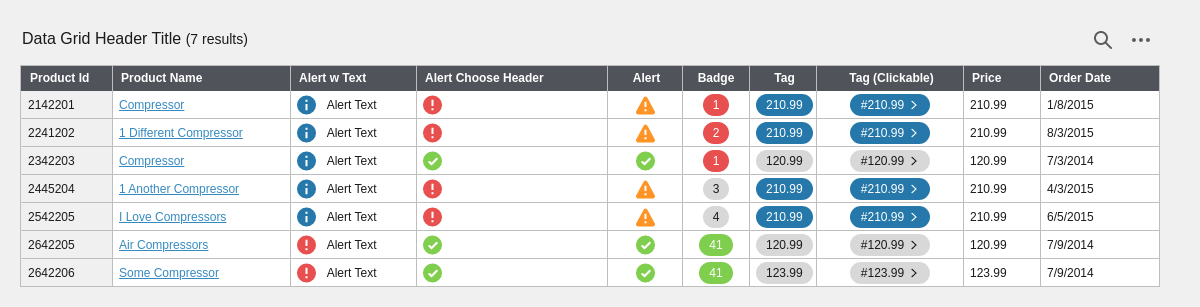 Data Grid Header Title (7 results)
Product Id Product Name Alert w Text Alert Choose Header Alert Badge Tag Tag (Clickable) Price Order Date
2142201 Compressor Alert Text 1 210.99 #210.99 210.99 1/8/2015
2241202 1 Different Compressor Alert Text 2 210.99 #210.99 210.99 8/3/2015
2342203 Compressor Alert Text 1 120.99 #120.99 120.99 7/3/2014
2445204 1 Another Compressor Alert Text 3 210.99 #210.99 210.99 4/3/2015
2542205 I Love Compressors Alert Text 4 210.99 #210.99 210.99 6/5/2015
2642205 Air Compressors Alert Text 41 120.99 #120.99 120.99 7/9/2014
2642206 Some Compressor Alert Text 41 123.99 #123.99 123.99 7/9/2014